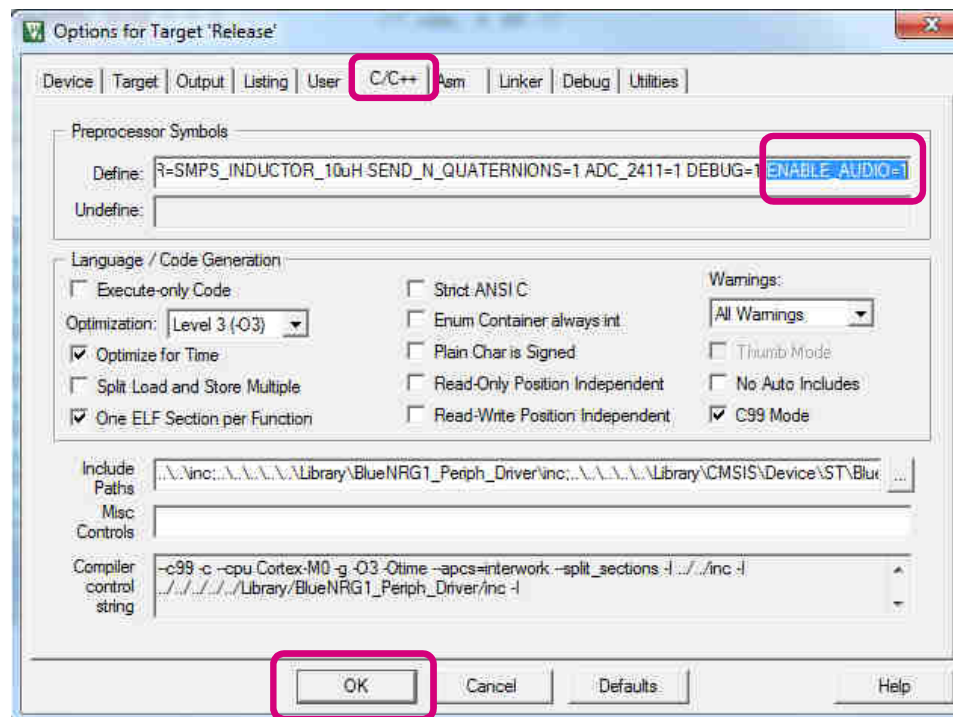 Options for Target 'Release'
Device Target Output Listing User C/C++ Asm Linker Debug Utilities
Preprocessor Symbols
Define: R=SMPS_INDUCTOR_10uH SEND_N_QUATERNIONS=1 ADC_2411=1 DEBUG=1 ENABLE_AUDIO=1
Undefine:
Language / Code Generation
Execute-only Code Strict ANSI C Warnings:
Optimization: Level 3 (-O3) Enum Container always int All Warnings
Optimize for Time Plain Char is Signed Thumb Mode
Split Load and Store Multiple Read-Only Position Independent No Auto Includes
One ELF Section per Function Read-Write Position Independent C99 Mode
Include Paths ..\..\inc;..\..\..\..\..\Library\BlueNRG1_Periph_Driver\inc;..\..\..\..\..\Library\CMSIS\Device\ST\Blue ...
Misc Controls
Compiler control string --c99 -c --cpu Cortex-M0 -g -O3 -Otime --apcs=interwork --split_sections -I ../../inc -I
../../../../../Library/BlueNRG1_Periph_Driver/inc -I
OK Cancel Defaults Help